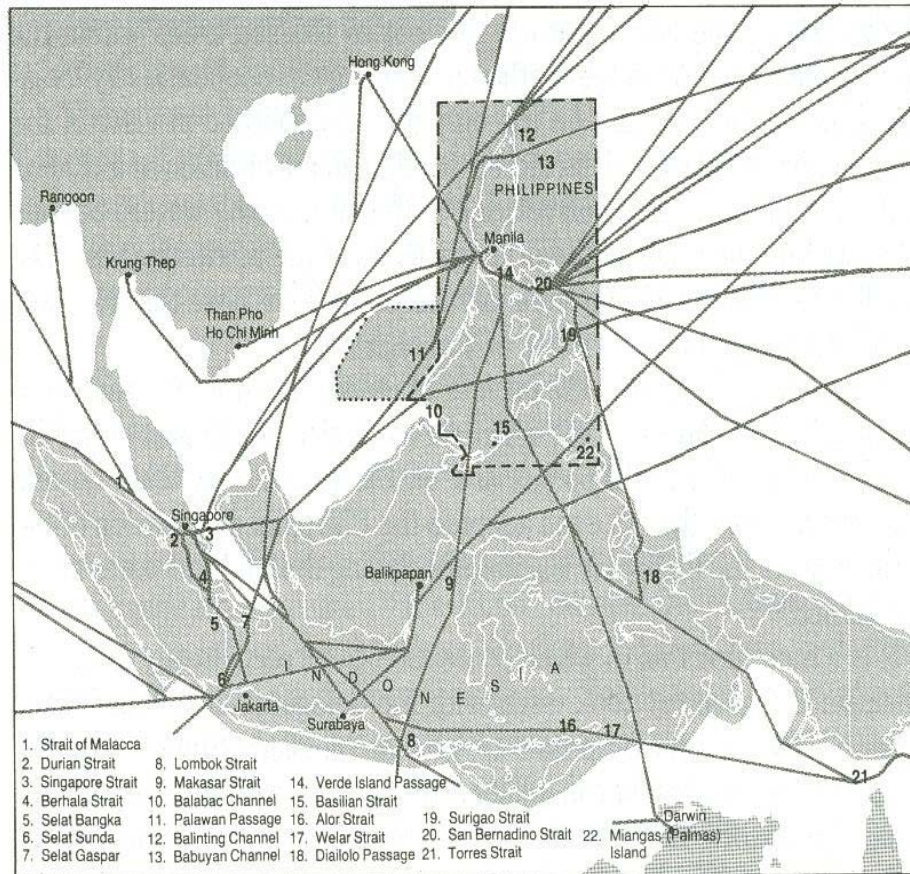 Hong Kong
12
13
PHILIPPINES
Rangoon
Manila
Krung Thep
14
20
Than Pho
Ho Chi Minh
19
11
10
15
22
1
Singapore
2
3
Balikpapan
4
9
18
5
7
I N D O N E S I A
6
Jakarta
Surabaya
8
16
17
21
Darwin
1. Strait of Malacca
2. Durian Strait
3. Singapore Strait
4. Berhala Strait
5. Selat Bangka
6. Selat Sunda
7. Selat Gaspar
8. Lombok Strait
9. Makasar Strait
10. Balabac Channel
11. Palawan Passage
12. Balinting Channel
13. Babuyan Channel
14. Verde Island Passage
15. Basilian Strait
16. Alor Strait
17. Welar Strait
18. Diailolo Passage
19. Surigao Strait
20. San Bernadino Strait
21. Torres Strait
22. Miangas (Palmas)
Island